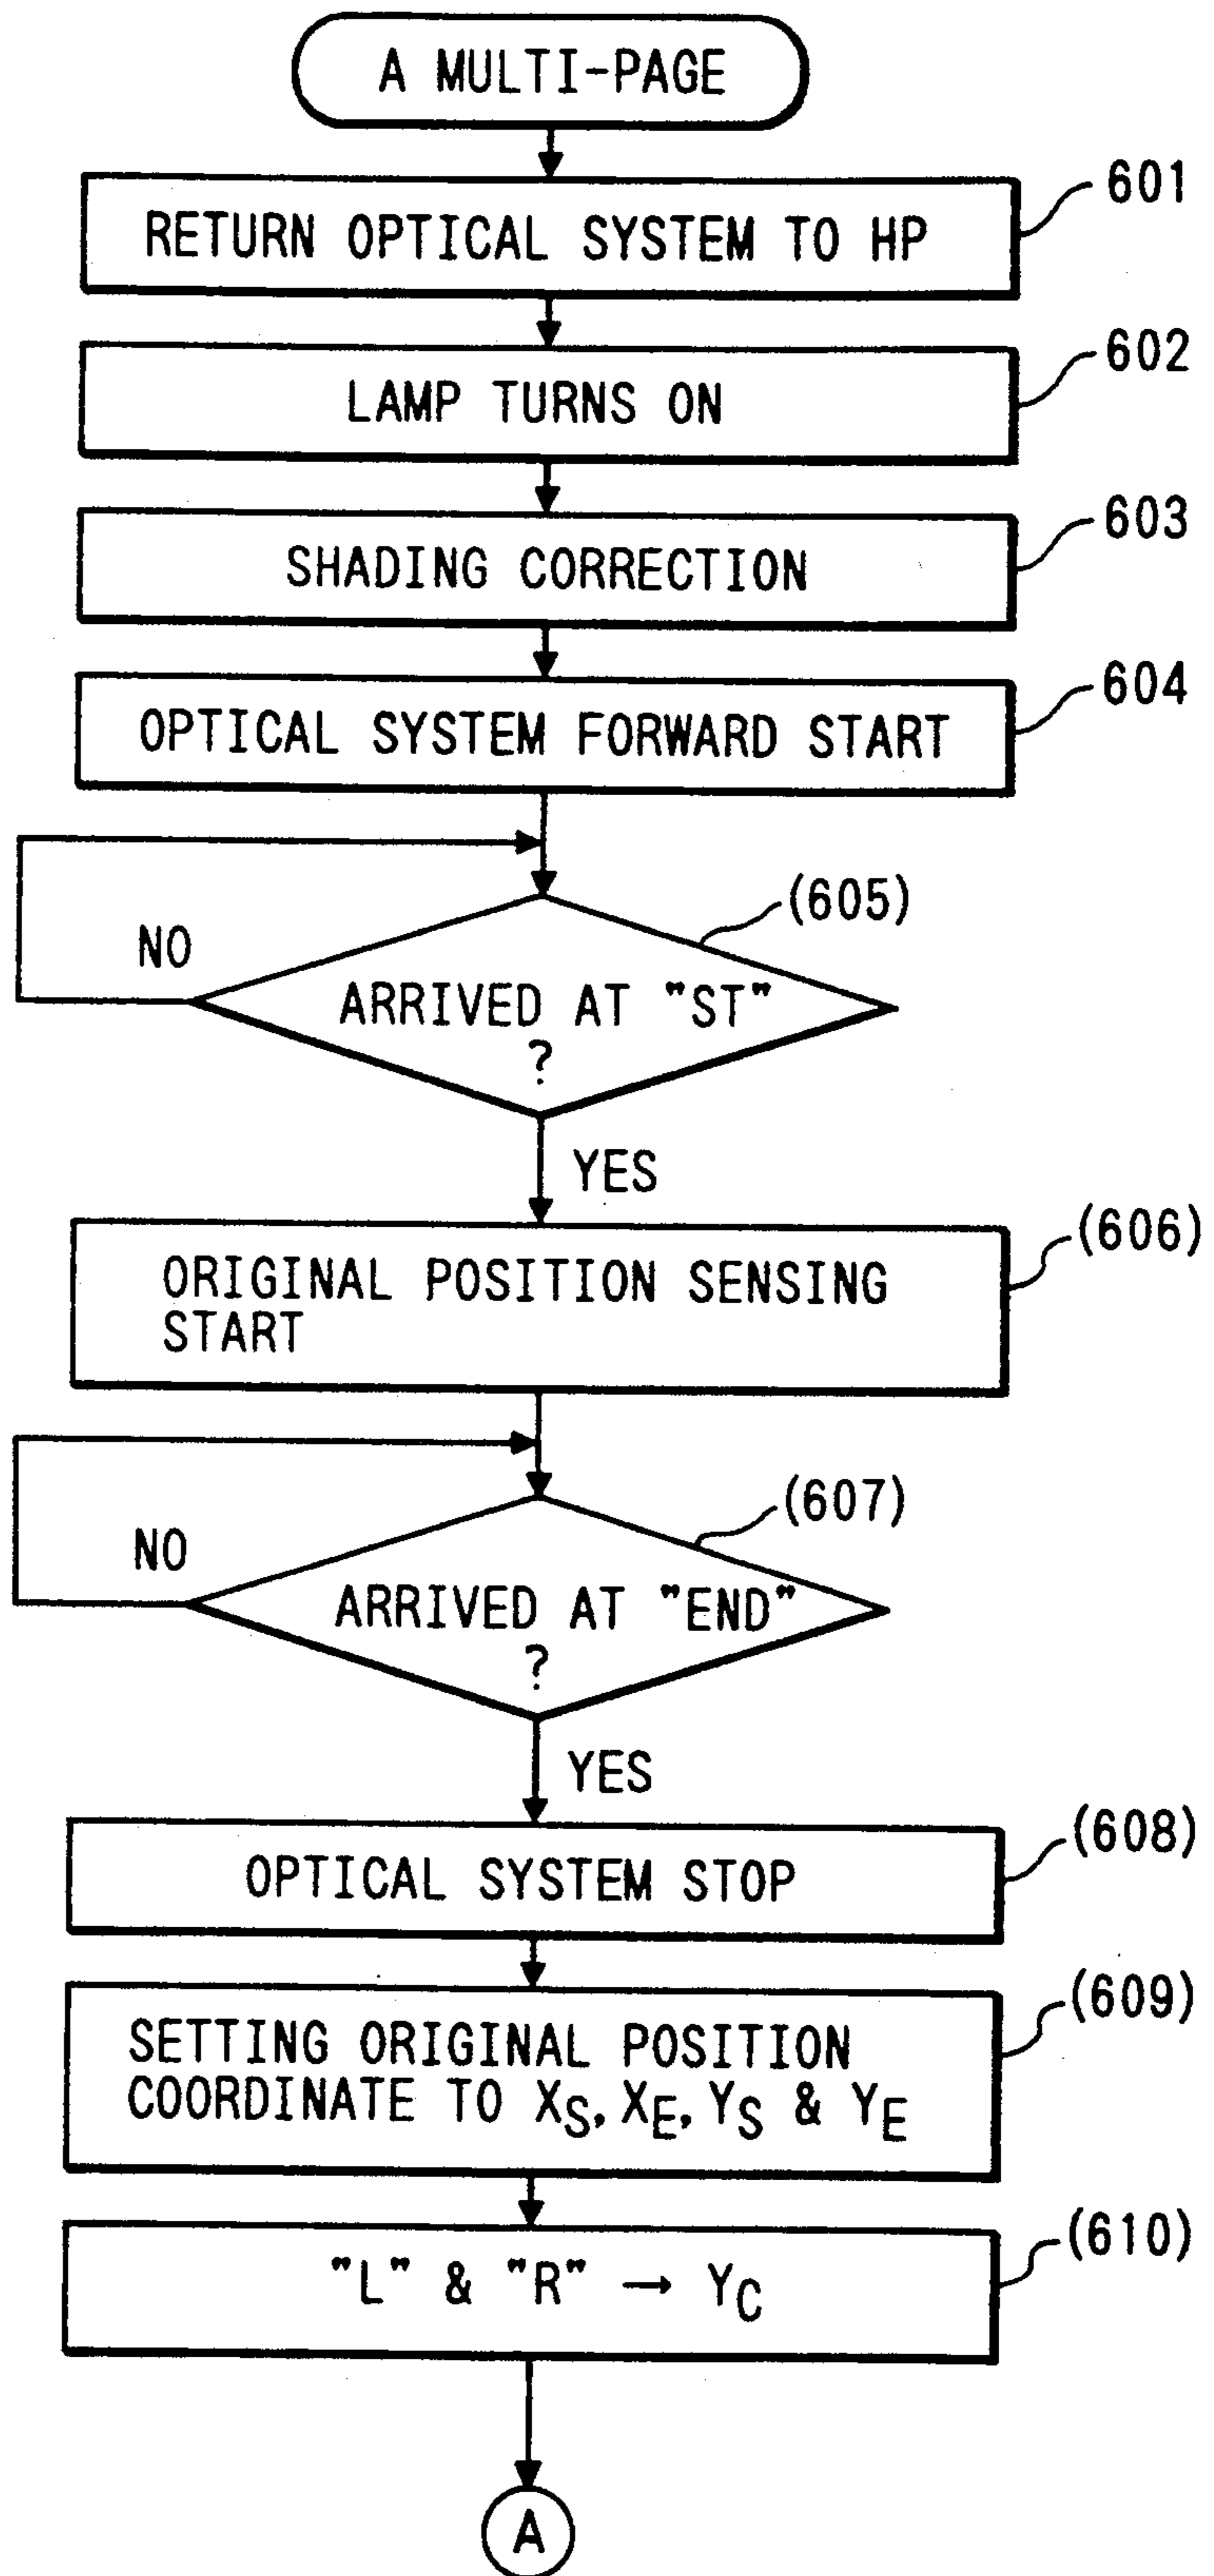 A MULTI-PAGE
RETURN OPTICAL SYSTEM TO HP
601
LAMP TURNS ON
602
SHADING CORRECTION
603
OPTICAL SYSTEM FORWARD START
604
(605)
NO
ARRIVED AT "ST"
?
YES
(606)
ORIGINAL POSITION SENSING
START
(607)
NO
ARRIVED AT "END"
?
YES
(608)
OPTICAL SYSTEM STOP
(609)
SETTING ORIGINAL POSITION
COORDINATE TO XS, XE, YS & YE
(610)
"L" & "R" → YC
A